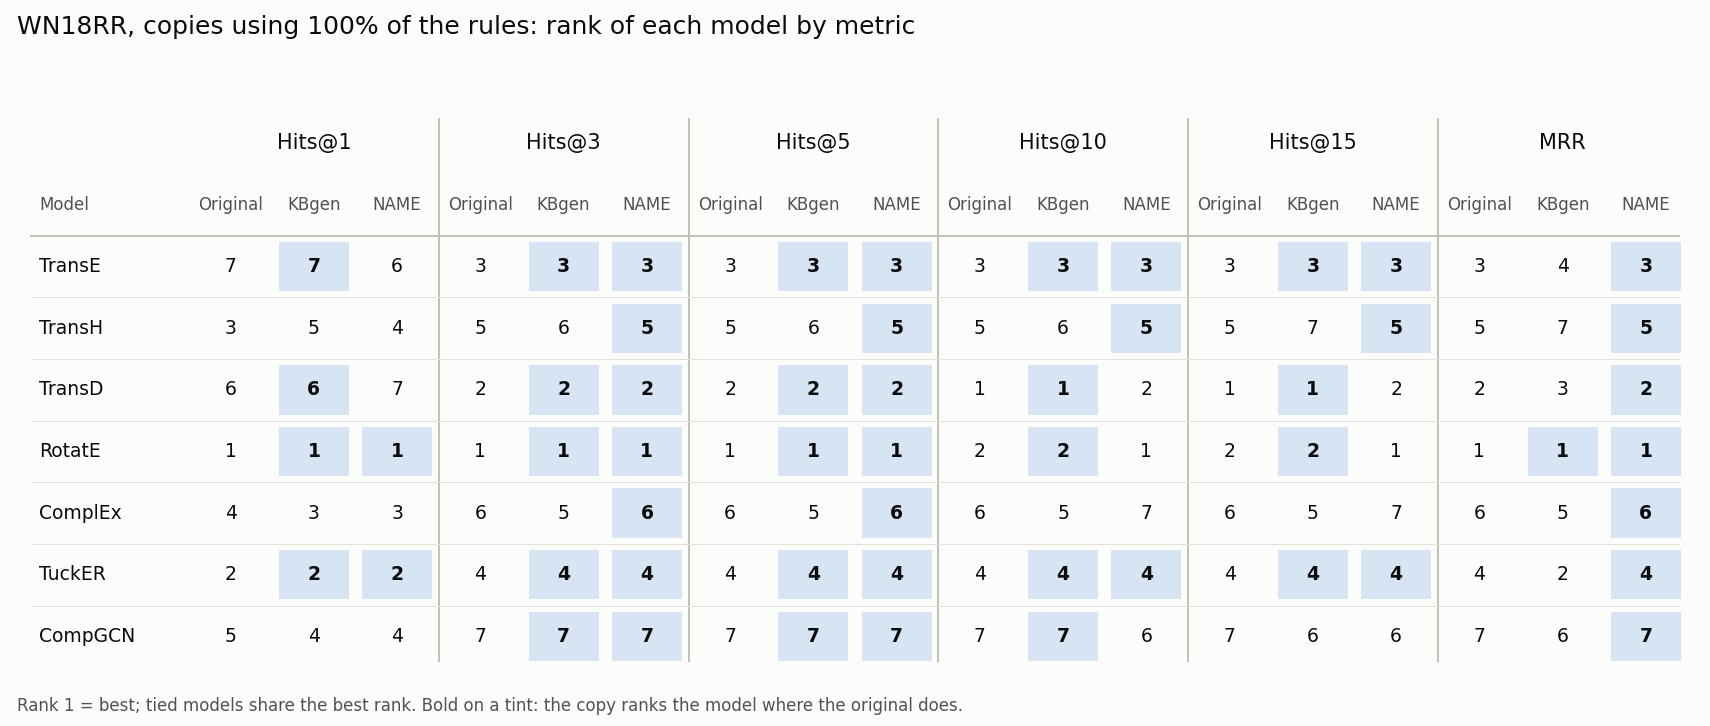 WN18RR, copies using 100% of the rules: rank of each model by metric
Hits@1 Hits@3 Hits@5 Hits@10 Hits@15 MRR
Model Original KBgen NAME Original KBgen NAME Original KBgen NAME Original KBgen NAME Original KBgen NAME Original KBgen NAME
TransE 7 7 6 3 3 3 3 3 3 3 3 3 3 3 3 3 4 3
TransH 3 5 4 5 6 5 5 6 5 5 6 5 5 7 5 5 7 5
TransD 6 6 7 2 2 2 2 2 2 1 1 2 1 1 2 2 3 2
RotatE 1 1 1 1 1 1 1 1 1 2 2 1 2 2 1 1 1 1
ComplEx 4 3 3 6 5 6 6 5 6 6 5 7 6 5 7 6 5 6
TuckER 2 2 2 4 4 4 4 4 4 4 4 4 4 4 4 4 2 4
CompGCN 5 4 4 7 7 7 7 7 7 7 7 6 7 6 6 7 6 7
Rank 1 = best; tied models share the best rank. Bold on a tint: the copy ranks the model where the original does.